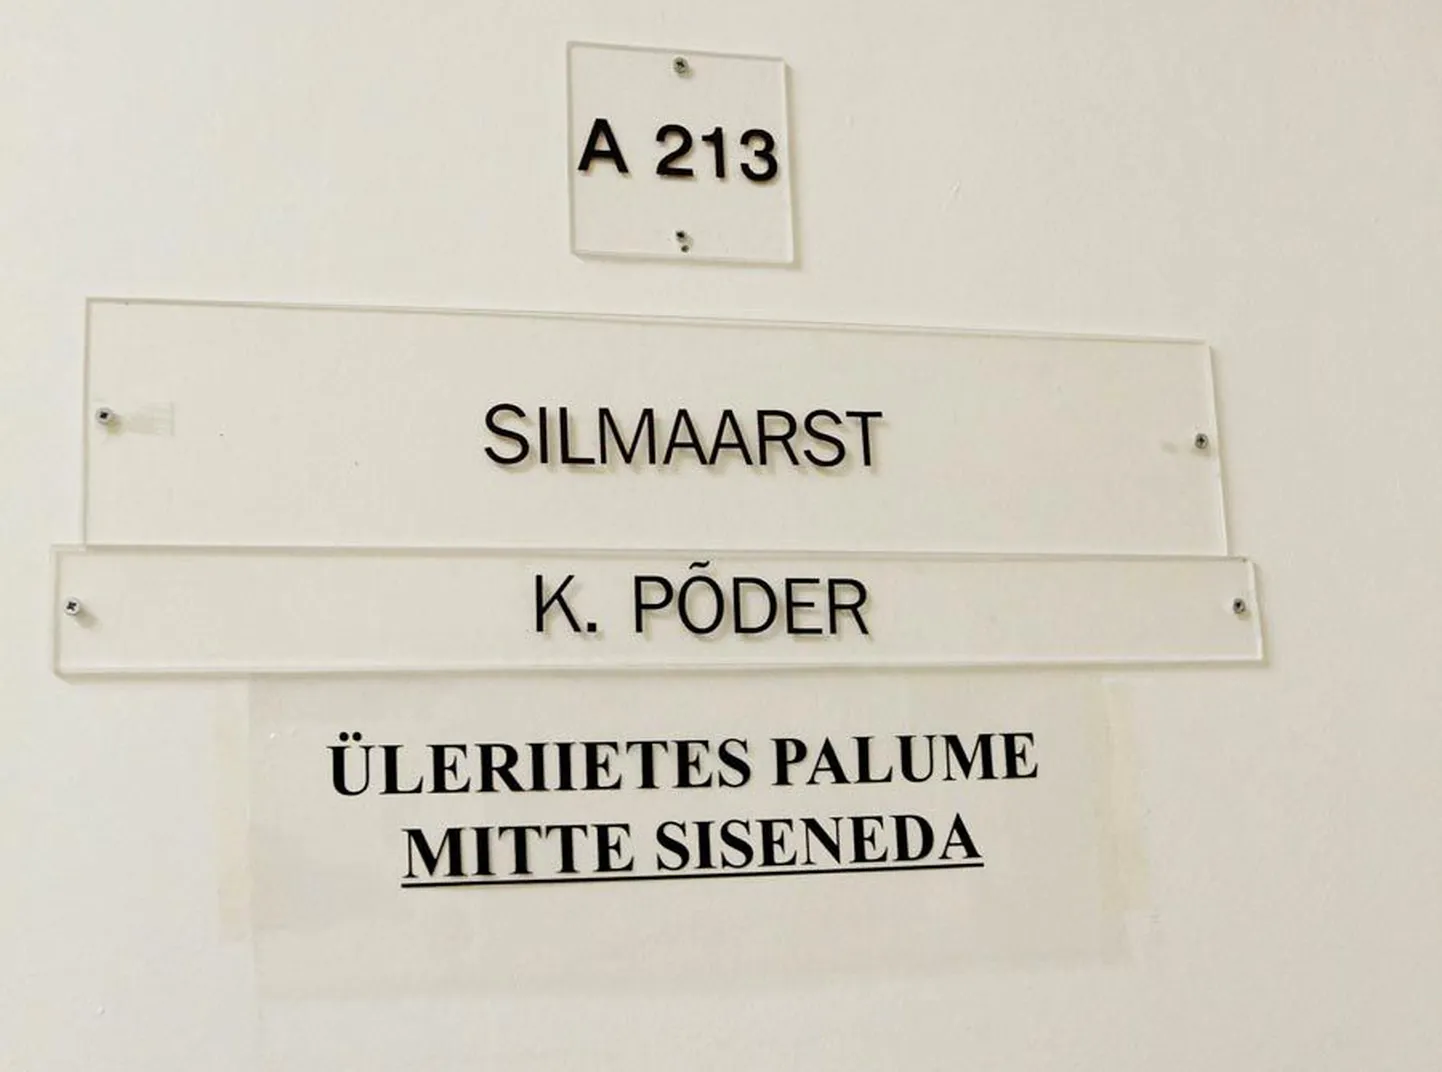 A 213
SILMAARST
K. PÕDER
ÜLERIIETES PALUME
MITTE SISENEDA